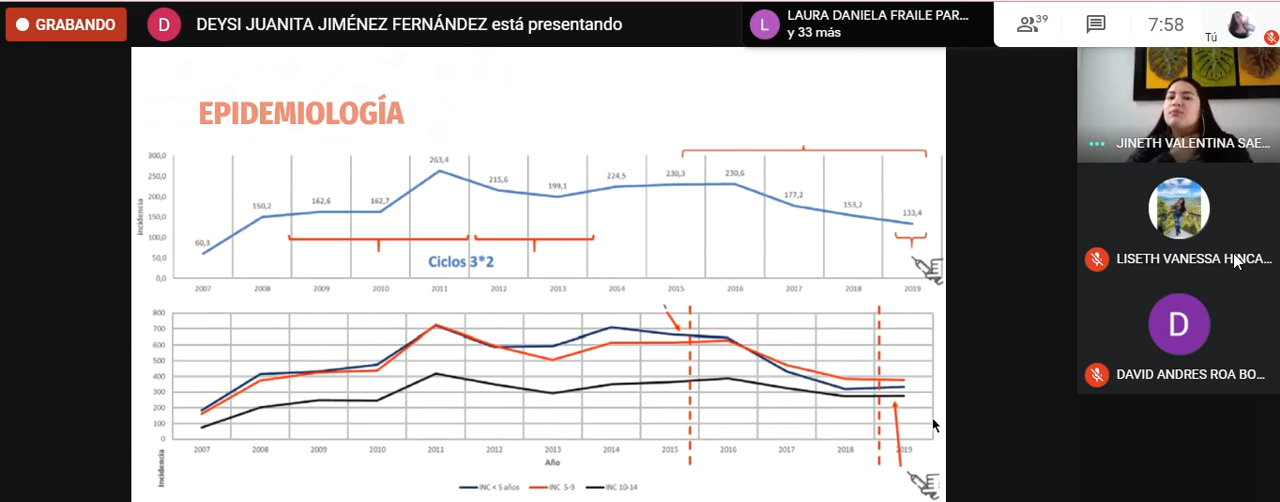 GRABANDO
D
DEYSI JUANITA JIMÉNEZ FERNÁNDEZ está presentando
L
LAURA DANIELA FRAILE PAR...
y 33 más
39
7:58
Tú
EPIDEMIOLOGÍA
incidencia
300,0
250,0
200,0
150,0
100,0
50,0
0,0
60,3
150,2
162,6
162,7
263,4
215,6
199,1
224,5
230,3
230,6
177,2
153,2
133,4
Ciclos 3*2
2007 2008 2009 2010 2011 2012 2013 2014 2015 2016 2017 2018 2019
800
700
600
500
400
300
200
100
0
2007 2008 2009 2010 2011 2012 2013 2014 2015 2016 2017 2018 2019
Año
Incidencia
INC < 5 años INC 5-9 INC 10-14
JINETH VALENTINA SAE...
LISETH VANESSA HINCA...
D
DAVID ANDRES ROA BO...